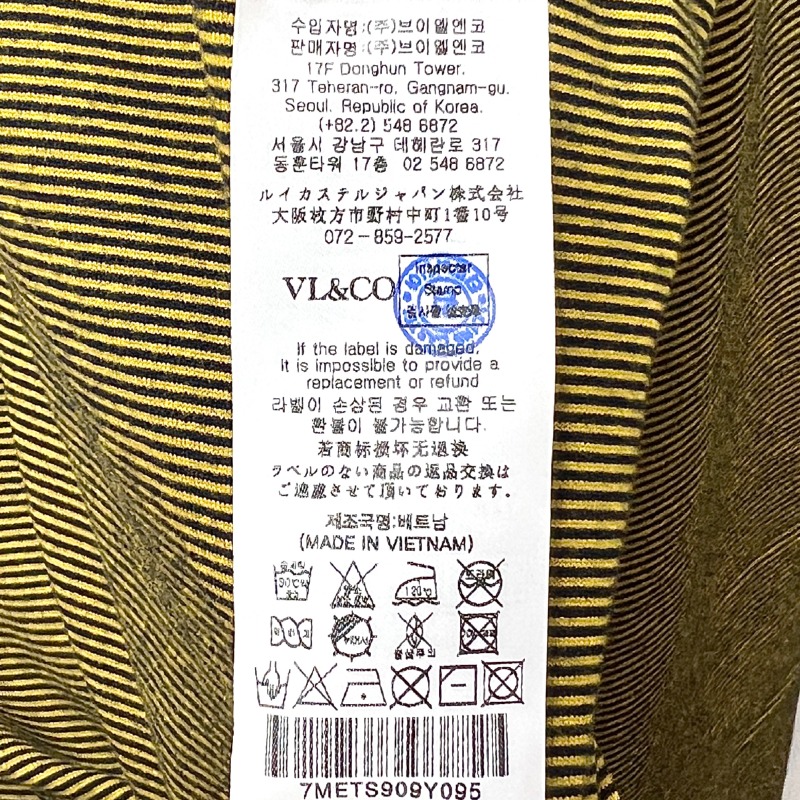 수입자명:(주)브이엘엔코
판매자명:(주)브이엘엔코
17F Donghun Tower.
317 Teheran-ro, Gangnam-gu.
Seoul. Republic of Korea.
(+82.2) 548 6872
서울시 강남구 테헤란로 317
동훈타워 17층 02 548 6872
ルイカステルジャパン株式会社
大阪枚方市野村中町1番10号
072-859-2577
VL&CO
Inspector
Stamp
If the label is damaged,
it is impossible to provide a
replacement or refund
라벨이 손상된 경우 교환 또는
환불이 불가능합니다.
若商标损坏无退换
ラベルのない商品の返品交換は
ご遠慮させて頂いております。
제조국명:베트남
(MADE IN VIETNAM)
120℃
드라이
7METS909Y095